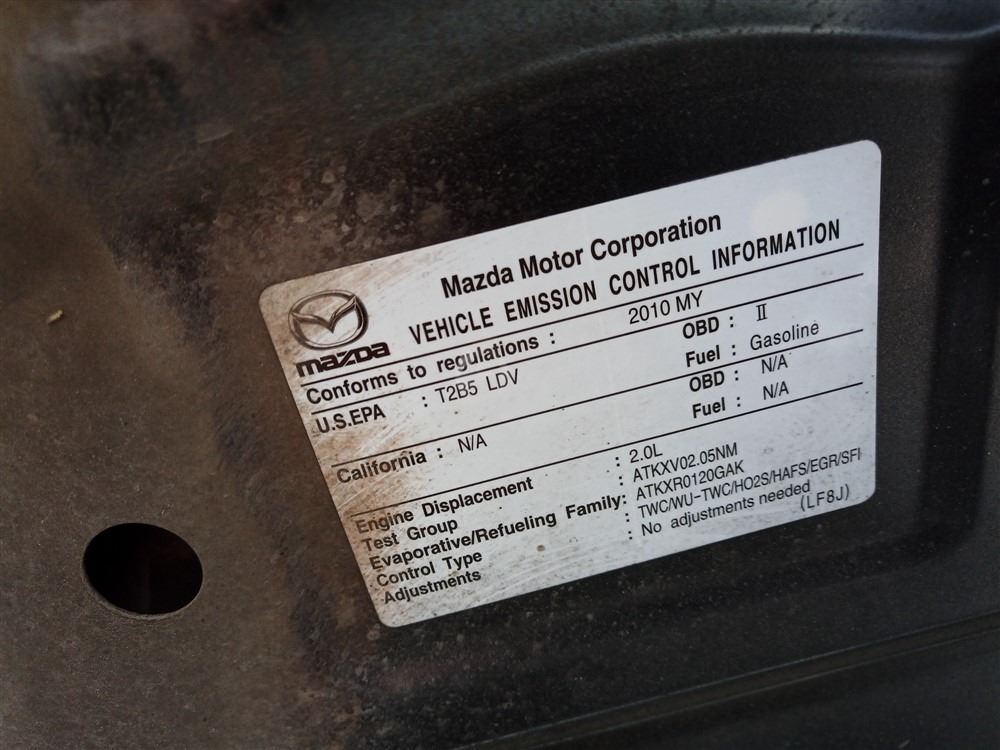 Mazda Motor Corporation
mazda
VEHICLE EMISSION CONTROL INFORMATION
Conforms to regulations : 2010 MY
U.S.EPA : T2B5 LDV OBD : II
Fuel : Gasoline
California : N/A OBD : N/A
Fuel : N/A
Engine Displacement : 2.0L
Test Group : ATKXV02.05NM
Evaporative/Refueling Family: ATKXR0120GAK
Control Type : TWC/WU-TWC/HO2S/HAFS/EGR/SFI
Adjustments : No adjustments needed
(LF8J)